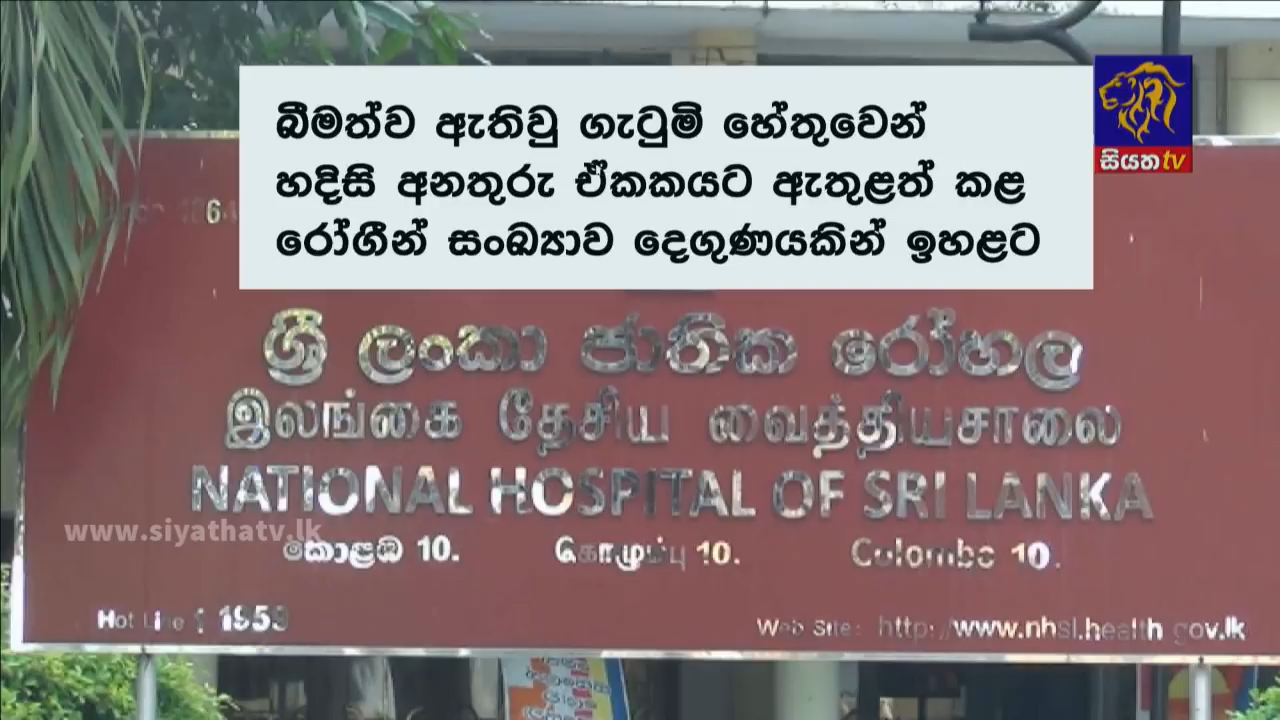 බීමත්ව ඇතිවු ගැටුම් හේතුවෙන්
හදිසි අනතුරු ඒකකයට ඇතුළත් කළ
රෝගීන් සංඛ්‍යාව දෙගුණයකින් ඉහළට
සියත tv
ශ්‍රී ලංකා ජාතික රෝහල
இலங்கை தேசிய வைத்தியசாலை
NATIONAL HOSPITAL OF SRI LANKA
www.siyathatv.lk
කොළඹ 10. கொழும்பு 10. Colombo 10.
Hot Line : 1959
Web Site: http://www.nhsl.health.gov.lk